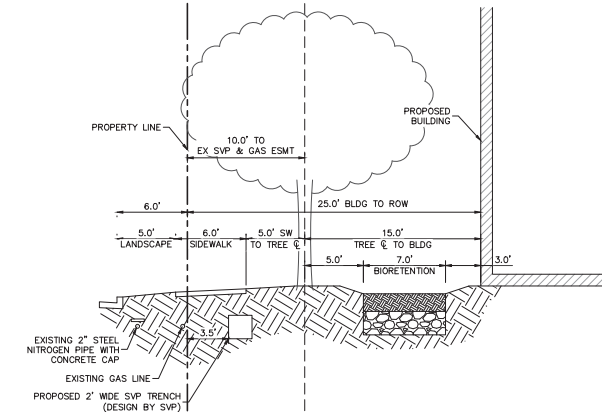 PROPERTY LINE
PROPOSED
BUILDING
10.0' TO
EX SVP & GAS ESMT
6.0'
25.0' BLDG TO ROW
5.0'
LANDSCAPE
6.0'
SIDEWALK
5.0' SW
TO TREE ℄
15.0'
TREE ℄ TO BLDG
5.0'
7.0'
BIORETENTION
3.0'
3.5'
EXISTING 2" STEEL
NITROGEN PIPE WITH
CONCRETE CAP
EXISTING GAS LINE
PROPOSED 2' WIDE SVP TRENCH
(DESIGN BY SVP)